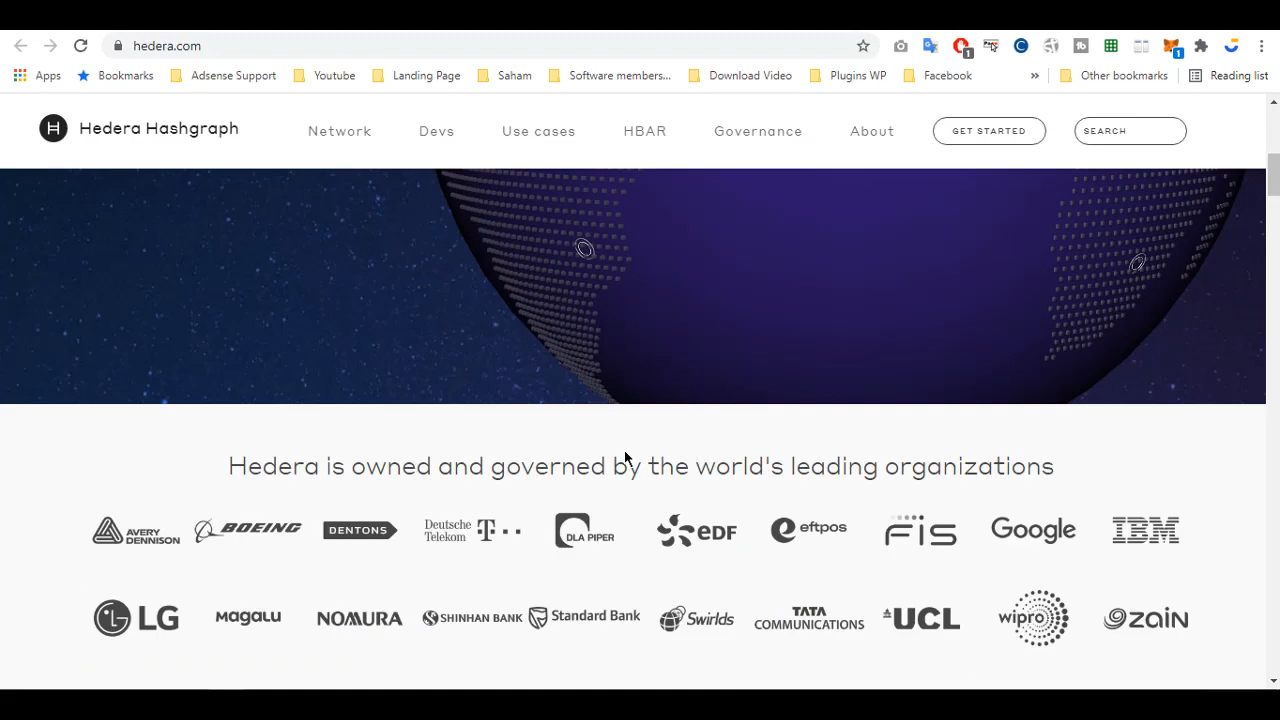 hedera.com
1
1
Apps Bookmarks Adsense Support Youtube Landing Page Saham Software members... Download Video Plugins WP Facebook » Other bookmarks Reading list
H Hedera Hashgraph Network Devs Use cases HBAR Governance About GET STARTED SEARCH
Hedera is owned and governed by the world's leading organizations
AVERY DENNISON BOEING DENTONS Deutsche Telekom T DLA PIPER eDF eftpos FIS Google IBM
LG MAGALU NOMURA SHINHAN BANK Standard Bank Swirlds TATA COMMUNICATIONS UCL wipro zain